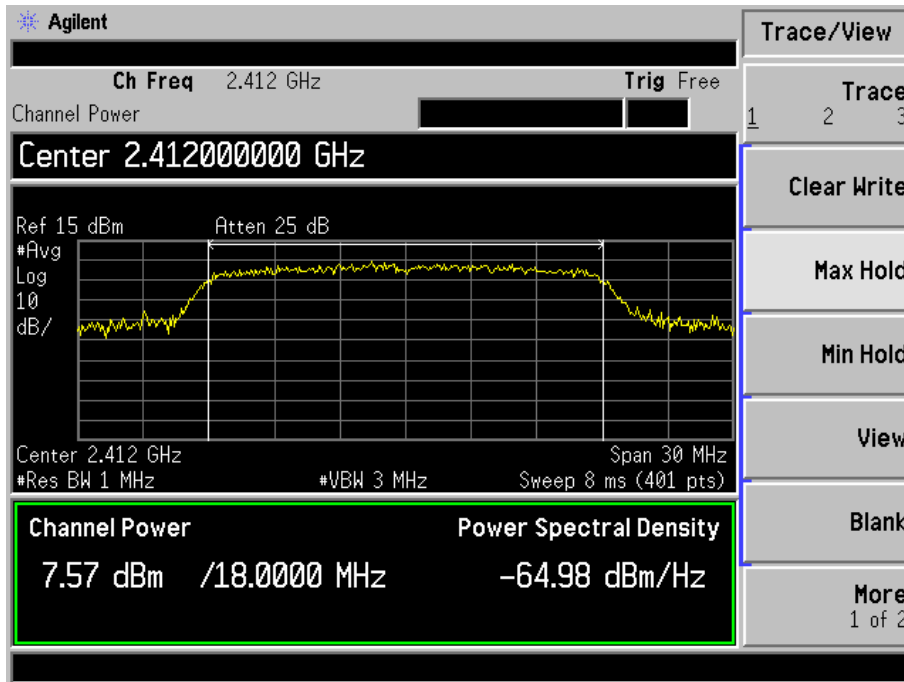 Agilent
Trace/View
Ch Freq 2.412 GHz Trig Free
Channel Power
Center 2.412000000 GHz
Ref 15 dBm Atten 25 dB
#Avg
Log
10
dB/
Center 2.412 GHz Span 30 MHz
#Res BW 1 MHz #VBW 3 MHz Sweep 8 ms (401 pts)
Channel Power Power Spectral Density
7.57 dBm /18.0000 MHz -64.98 dBm/Hz
Trace
1 2 3
Clear Write
Max Hold
Min Hold
View
Blank
More
1 of 2